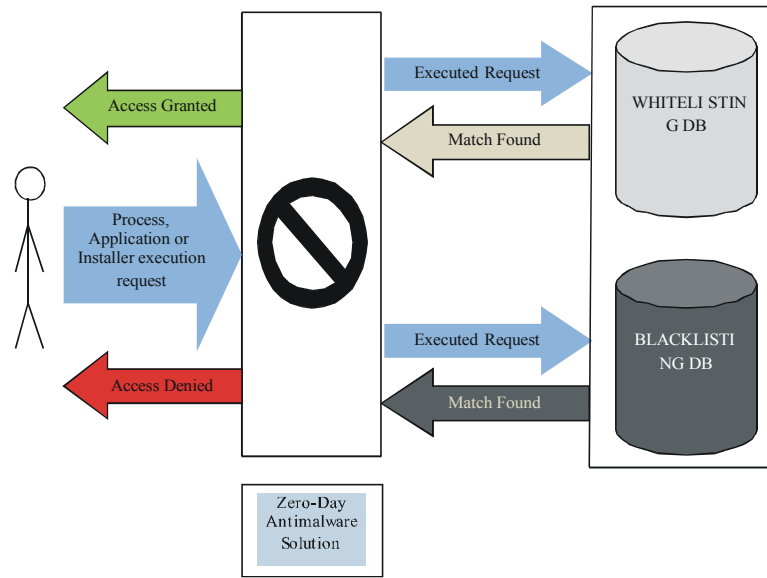 Executed Request
Access Granted
WHITELI STIN
G DB
Match Found
Process,
Application or
Installer execution
request
Executed Request
BLACKLISTI
NG DB
Access Denied
Match Found
Zero-Day
Antimalware
Solution